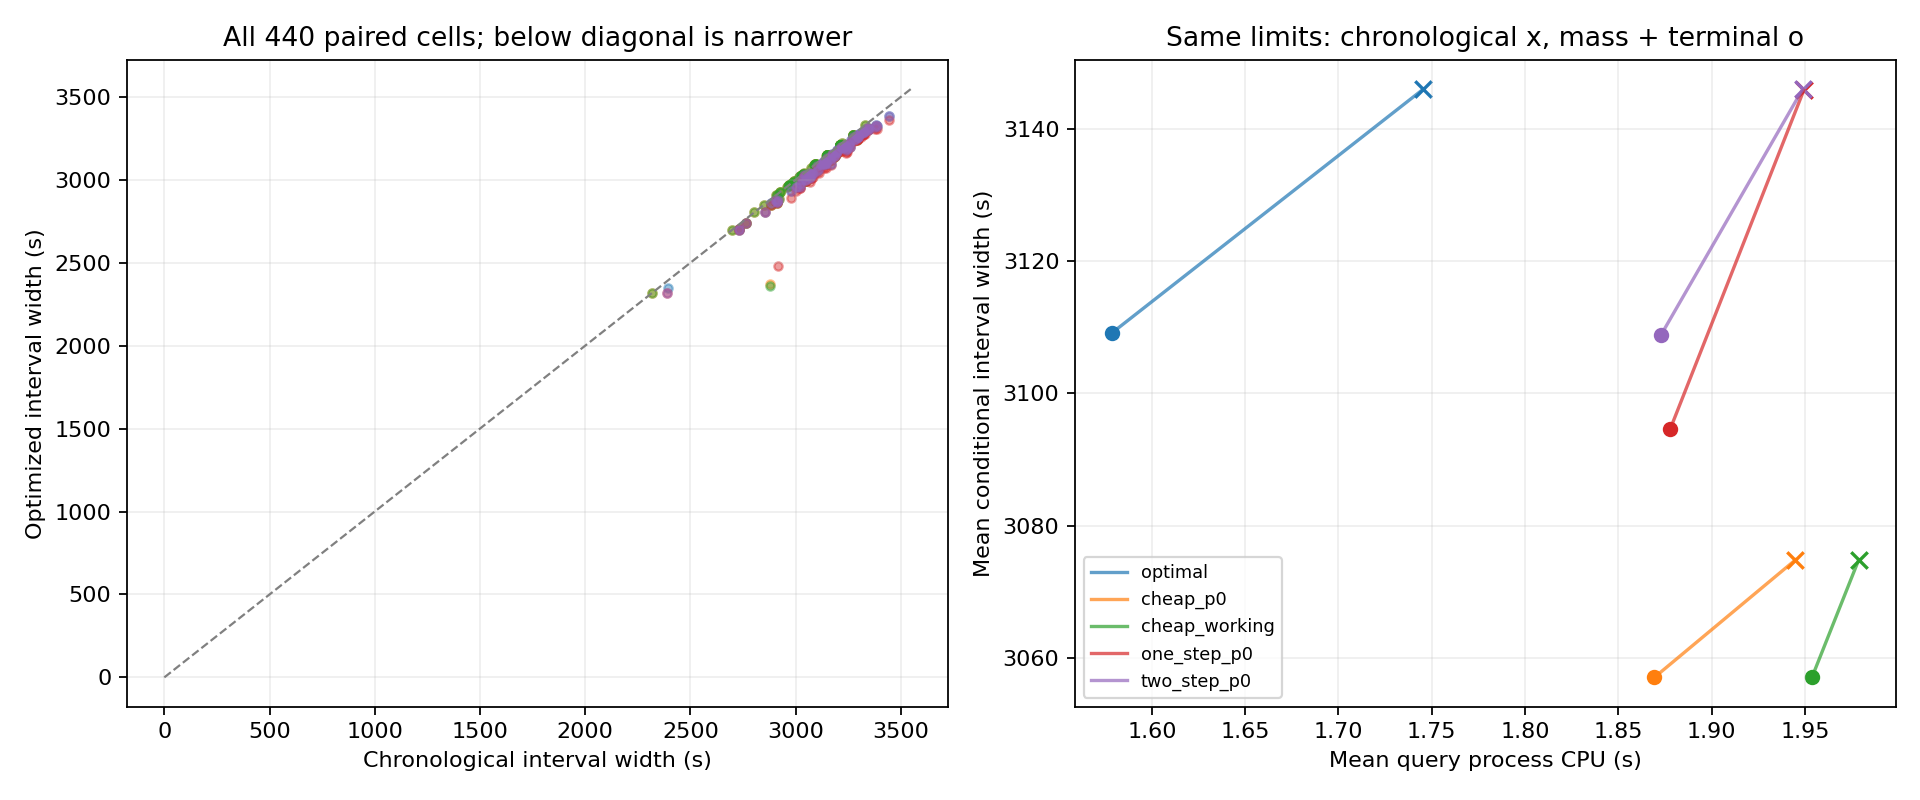 All 440 paired cells; below diagonal is narrower
Optimized interval width (s)
3500
3000
2500
2000
1500
1000
500
0
0 500 1000 1500 2000 2500 3000 3500
Chronological interval width (s)
Same limits: chronological x, mass + terminal o
Mean conditional interval width (s)
3140
3120
3100
3080
3060
optimal
cheap_p0
cheap_working
one_step_p0
two_step_p0
1.60 1.65 1.70 1.75 1.80 1.85 1.90 1.95
Mean query process CPU (s)